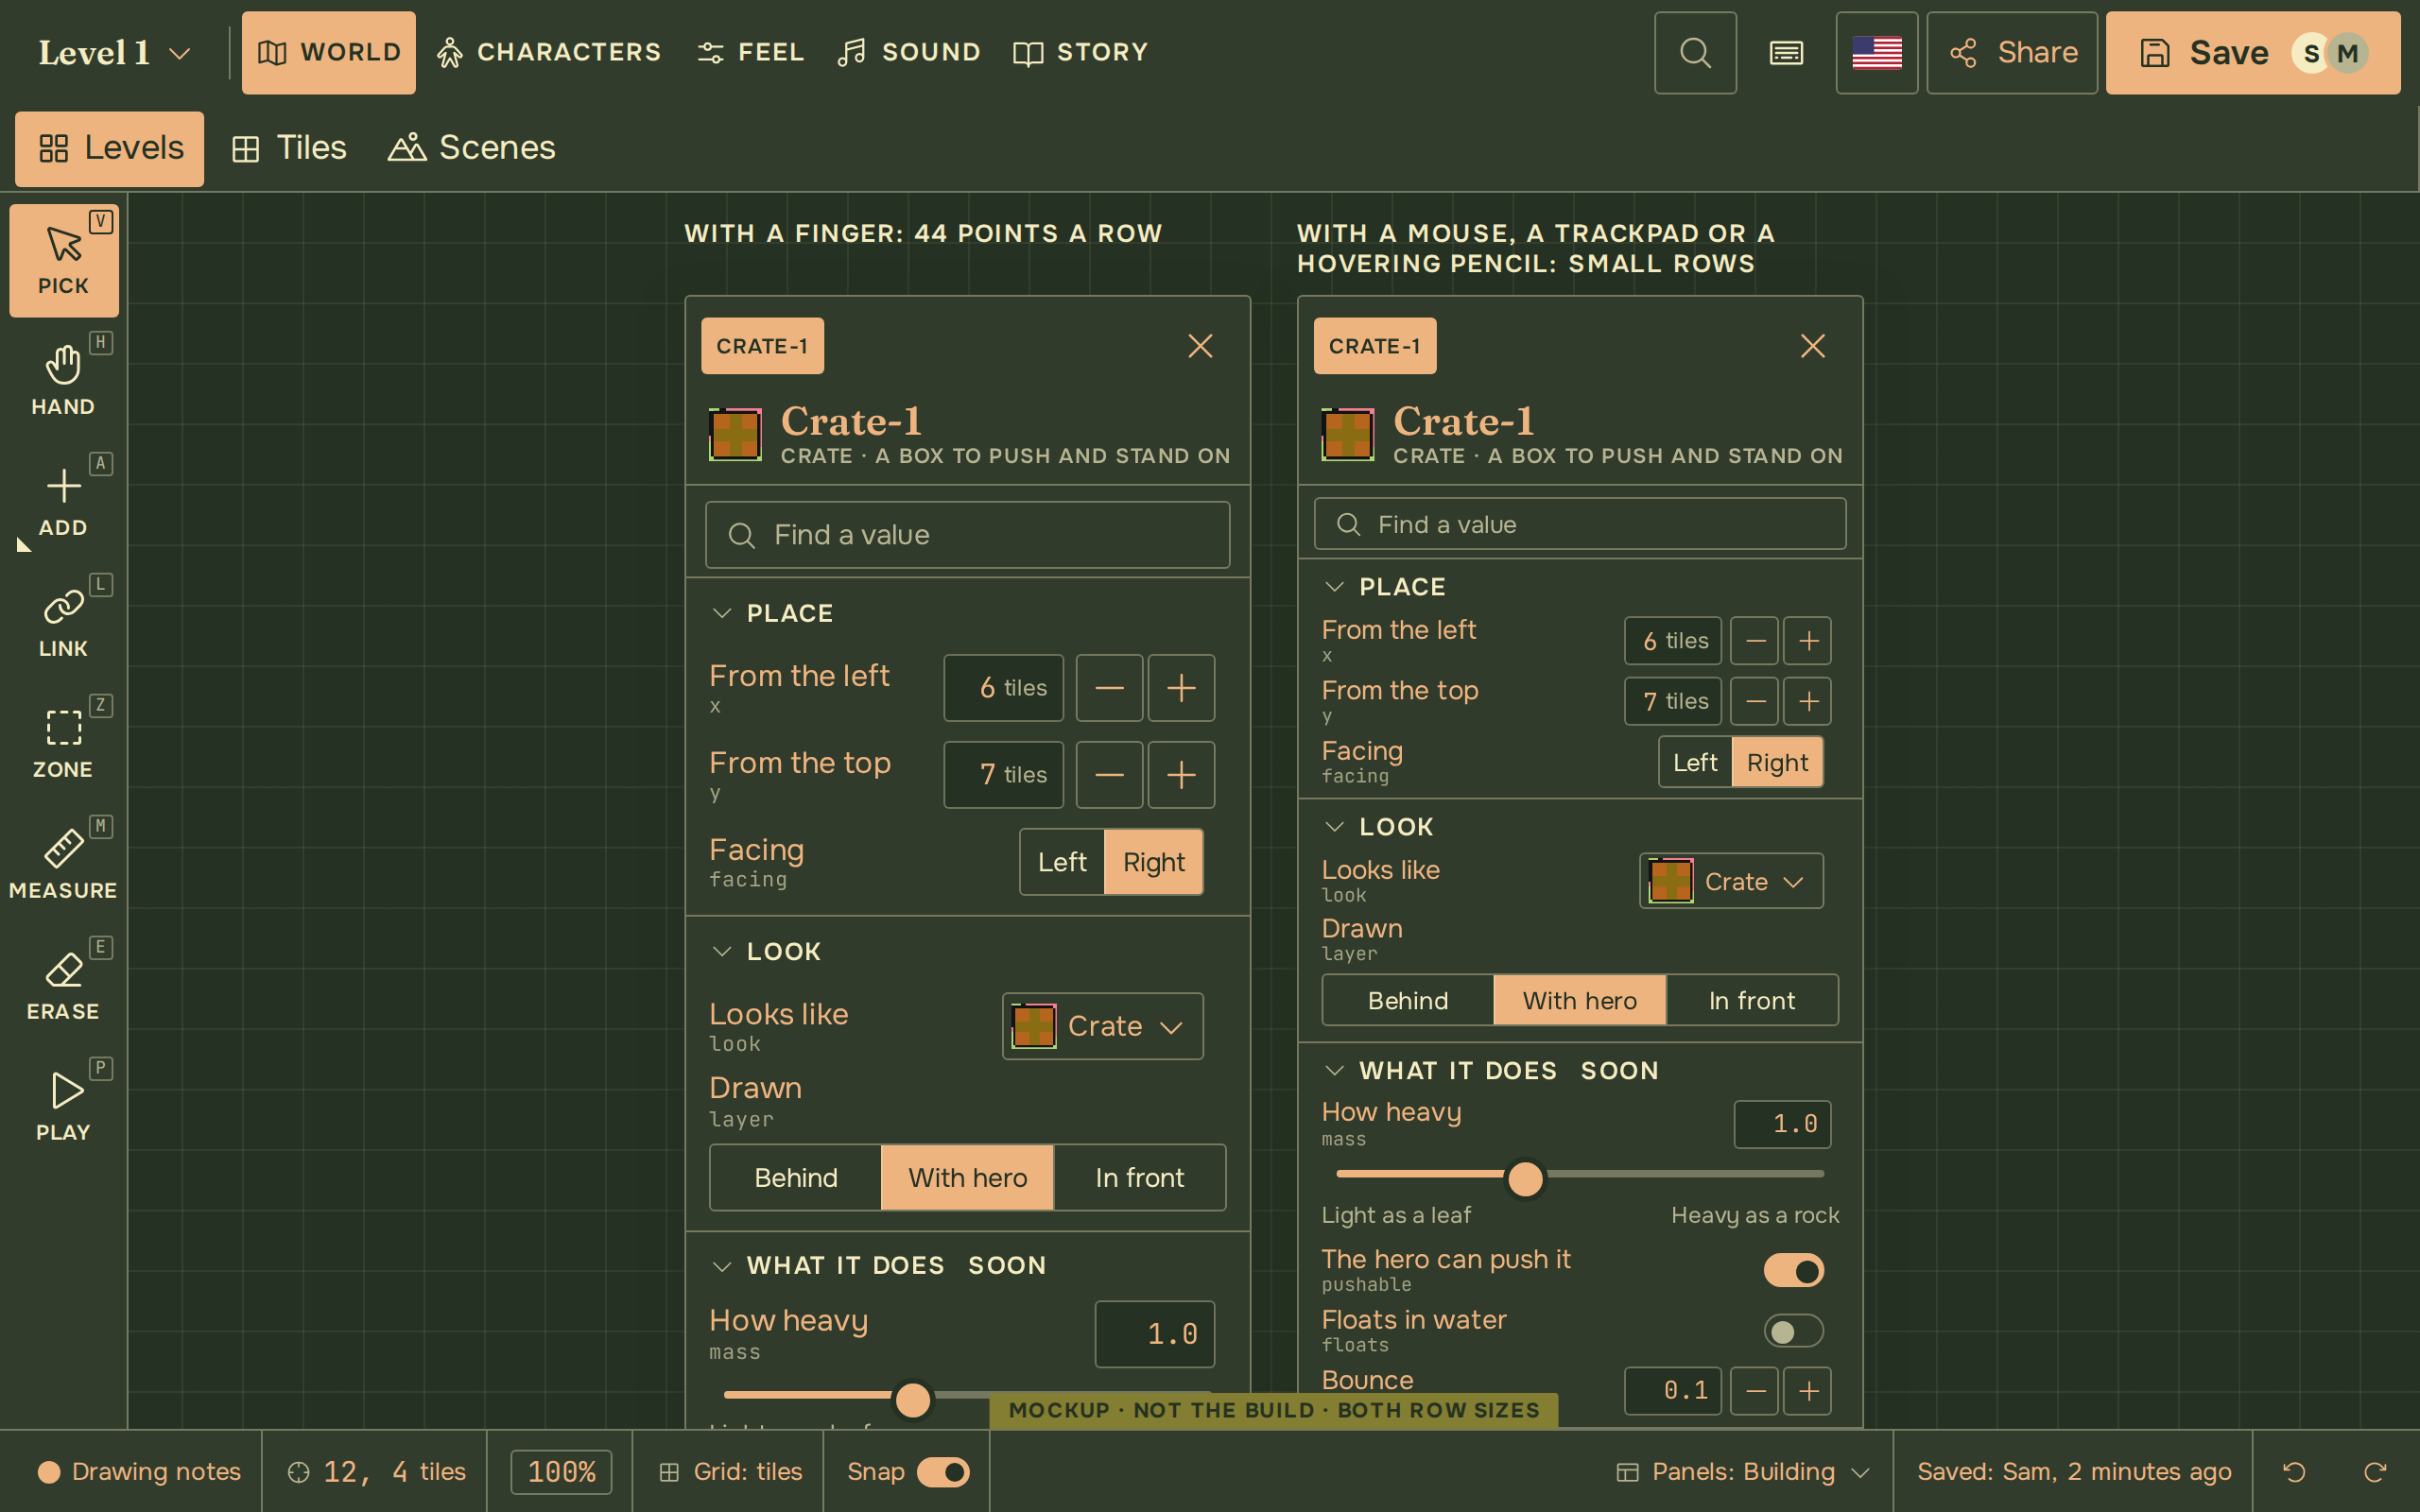 Level 1
WORLD
CHARACTERS
FEEL
SOUND
STORY
Share
Save
S
M
Levels
Tiles
Scenes
V
PICK
H
HAND
A
ADD
L
LINK
Z
ZONE
M
MEASURE
E
ERASE
P
PLAY
WITH A FINGER: 44 POINTS A ROW
CRATE-1
Crate-1
CRATE · A BOX TO PUSH AND STAND ON
Find a value
PLACE
From the left
x
6 tiles
From the top
y
7 tiles
Facing
facing
Left
Right
LOOK
Looks like
look
Crate
Drawn
layer
Behind
With hero
In front
WHAT IT DOES SOON
How heavy
mass
1.0
WITH A MOUSE, A TRACKPAD OR A
HOVERING PENCIL: SMALL ROWS
CRATE-1
Crate-1
CRATE · A BOX TO PUSH AND STAND ON
Find a value
PLACE
From the left
x
6 tiles
From the top
y
7 tiles
Facing
facing
Left
Right
LOOK
Looks like
look
Crate
Drawn
layer
Behind
With hero
In front
WHAT IT DOES SOON
How heavy
mass
1.0
Light as a leaf
Heavy as a rock
The hero can push it
pushable
Floats in water
floats
Bounce
0.1
MOCKUP · NOT THE BUILD · BOTH ROW SIZES
Drawing notes
12, 4 tiles
100%
Grid: tiles
Snap
Panels: Building
Saved: Sam, 2 minutes ago